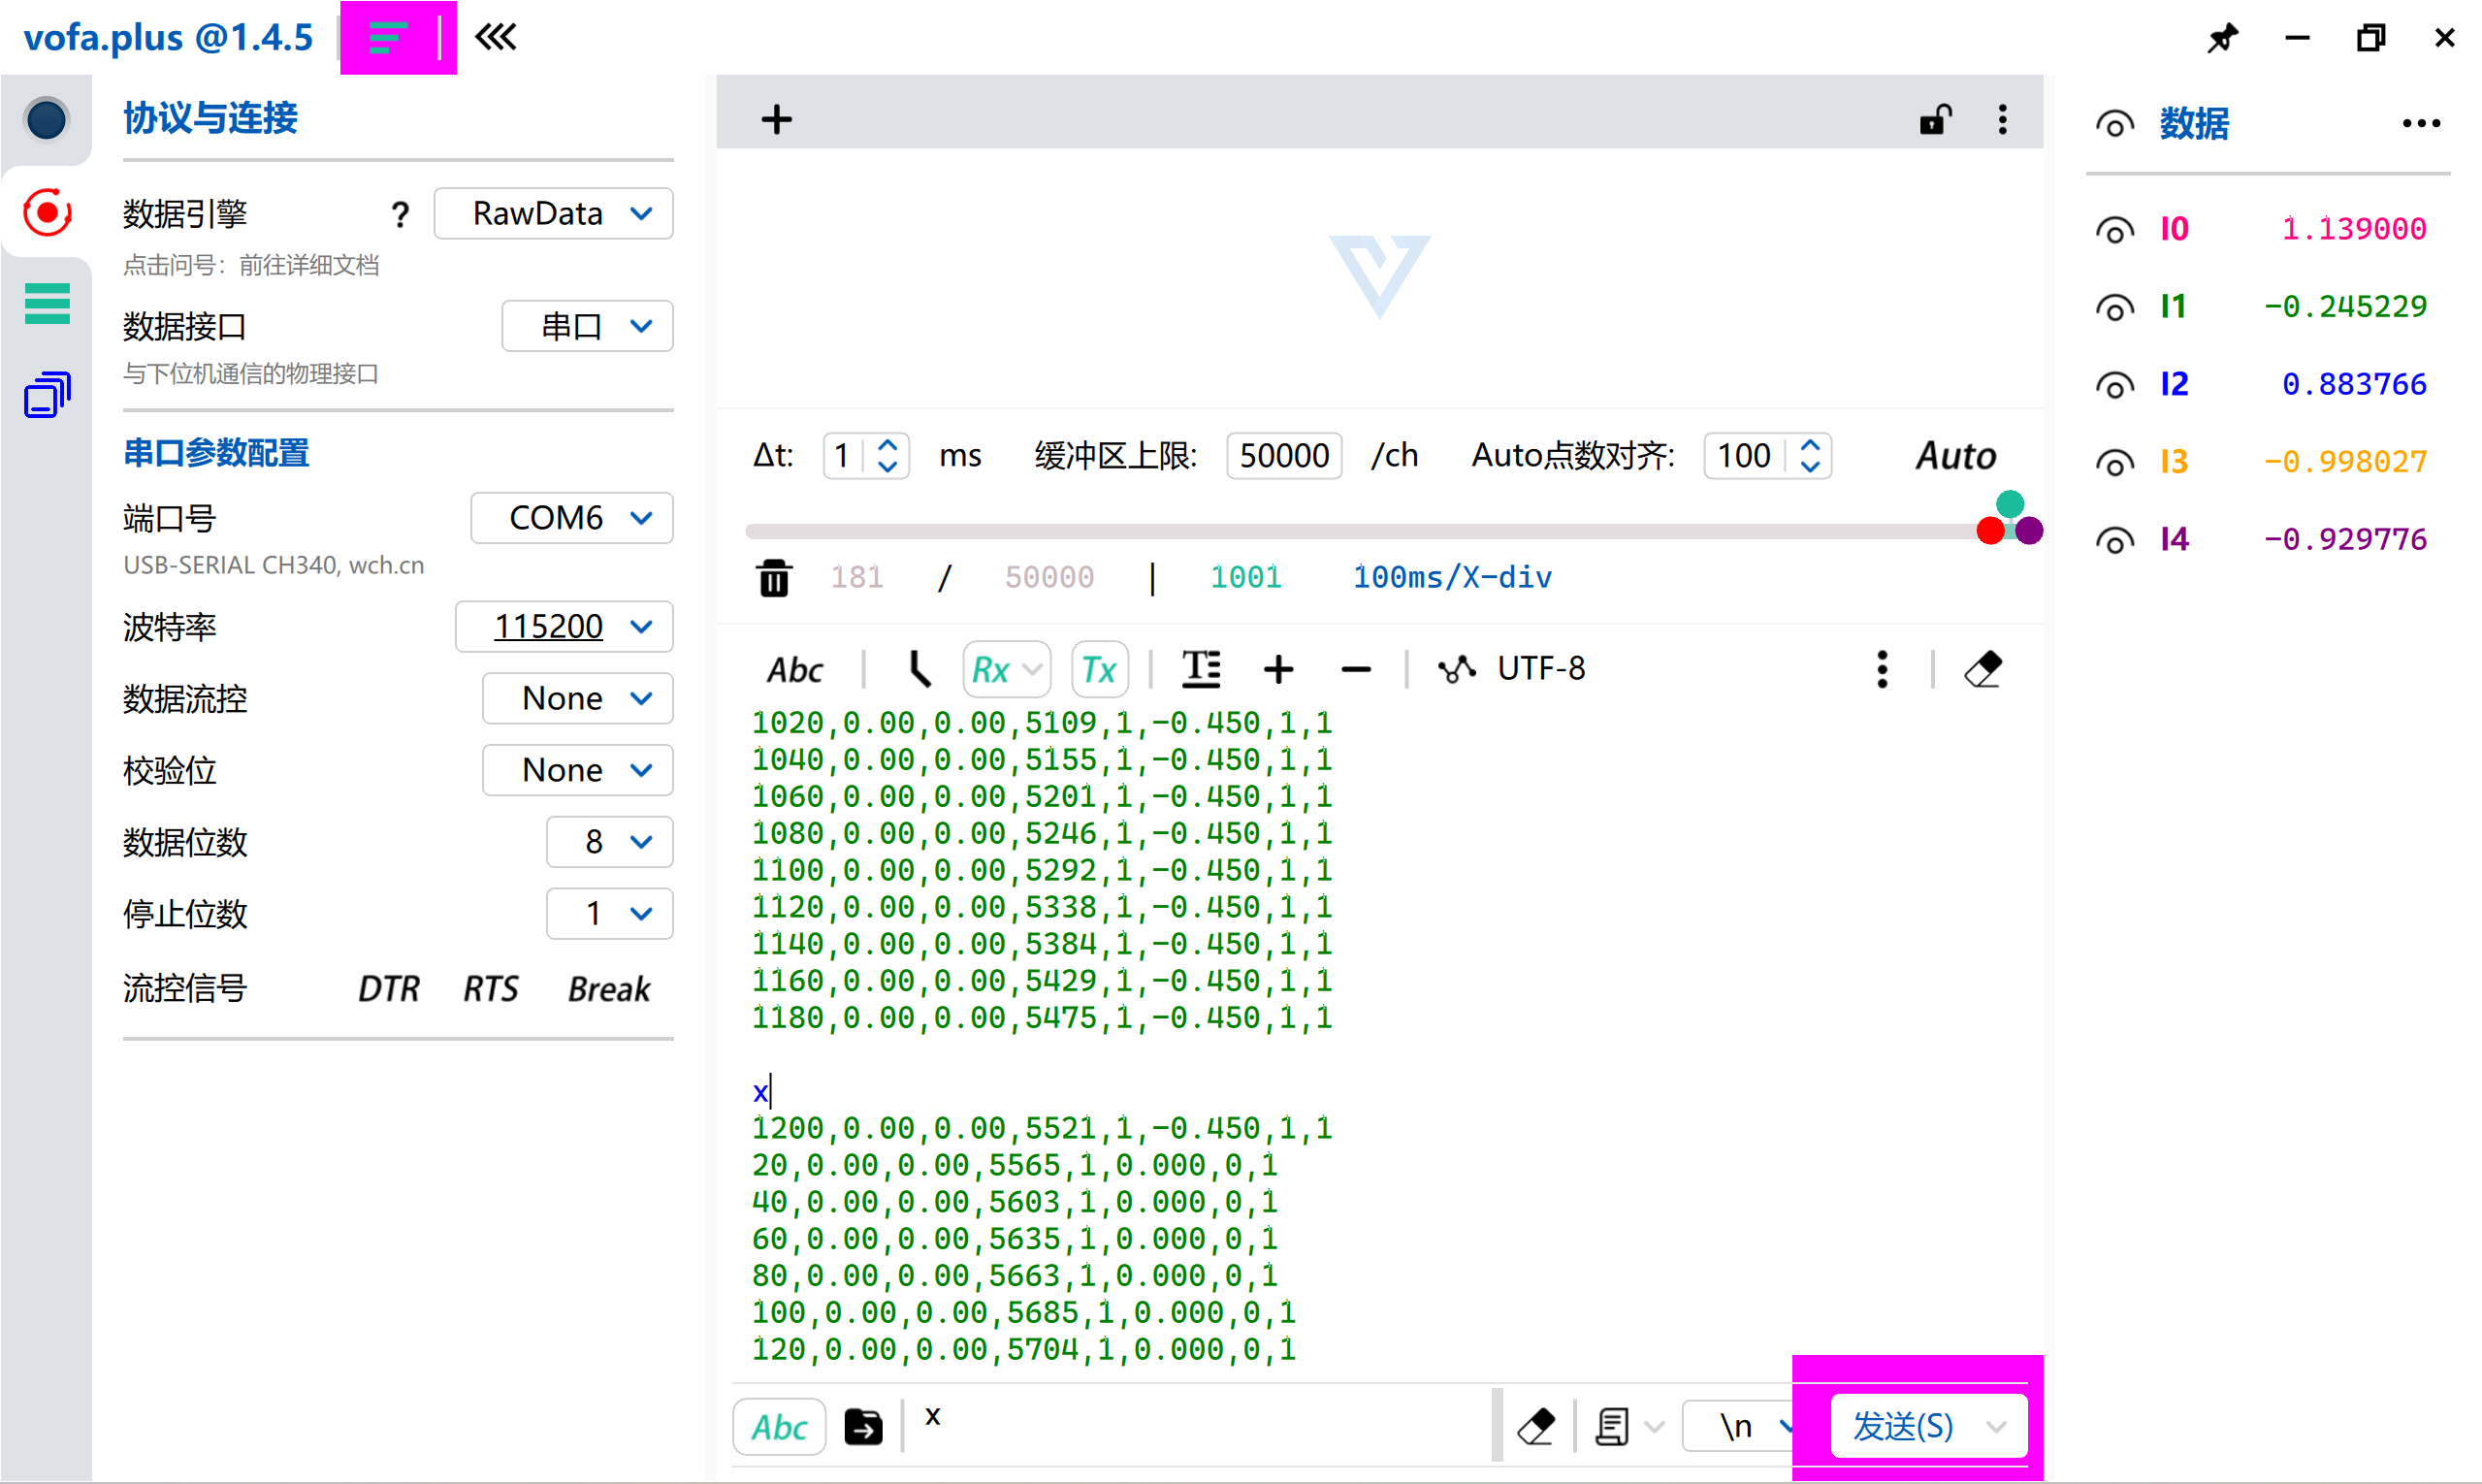 vofa.plus @1.4.5
协议与连接
数据引擎 ? RawData
点击问号：前往详细文档
数据接口 串口
与下位机通信的物理接口
串口参数配置
端口号 COM6
USB-SERIAL CH340, wch.cn
波特率 115200
数据流控 None
校验位 None
数据位数 8
停止位数 1
流控信号 DTR RTS Break
Δt: 1 ms 缓冲区上限: 50000 /ch Auto点数对齐: 100 Auto
181 / 50000 | 1001 100ms/X-div
Abc Rx Tx UTF-8
1020,0.00,0.00,5109,1,-0.450,1,1
1040,0.00,0.00,5155,1,-0.450,1,1
1060,0.00,0.00,5201,1,-0.450,1,1
1080,0.00,0.00,5246,1,-0.450,1,1
1100,0.00,0.00,5292,1,-0.450,1,1
1120,0.00,0.00,5338,1,-0.450,1,1
1140,0.00,0.00,5384,1,-0.450,1,1
1160,0.00,0.00,5429,1,-0.450,1,1
1180,0.00,0.00,5475,1,-0.450,1,1
x
1200,0.00,0.00,5521,1,-0.450,1,1
20,0.00,0.00,5565,1,0.000,0,1
40,0.00,0.00,5603,1,0.000,0,1
60,0.00,0.00,5635,1,0.000,0,1
80,0.00,0.00,5663,1,0.000,0,1
100,0.00,0.00,5685,1,0.000,0,1
120,0.00,0.00,5704,1,0.000,0,1
Abc x \n 发送(S)
数据
I0 1.139000
I1 -0.245229
I2 0.883766
I3 -0.998027
I4 -0.929776